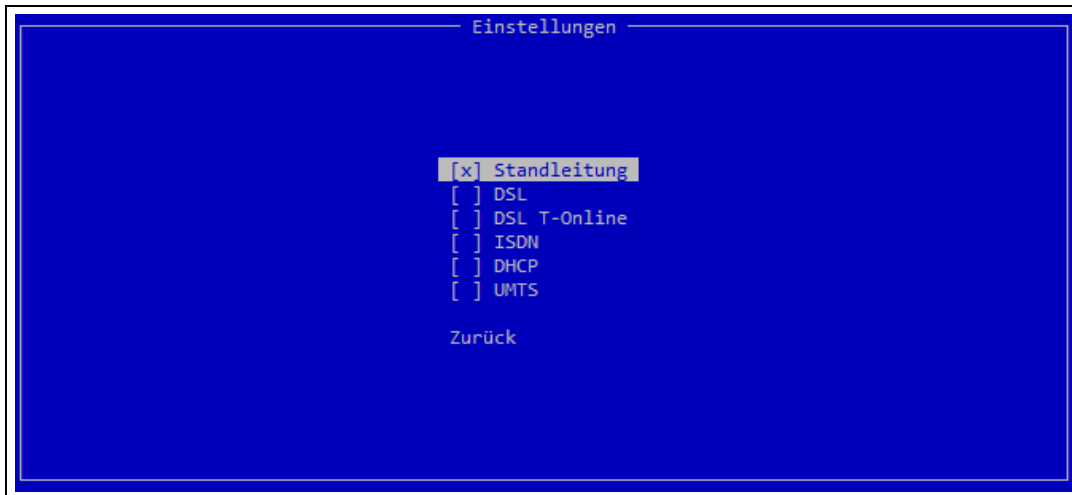 Einstellungen
[x] Standleitung
[ ] DSL
[ ] DSL T-Online
[ ] ISDN
[ ] DHCP
[ ] UMTS
Zurück